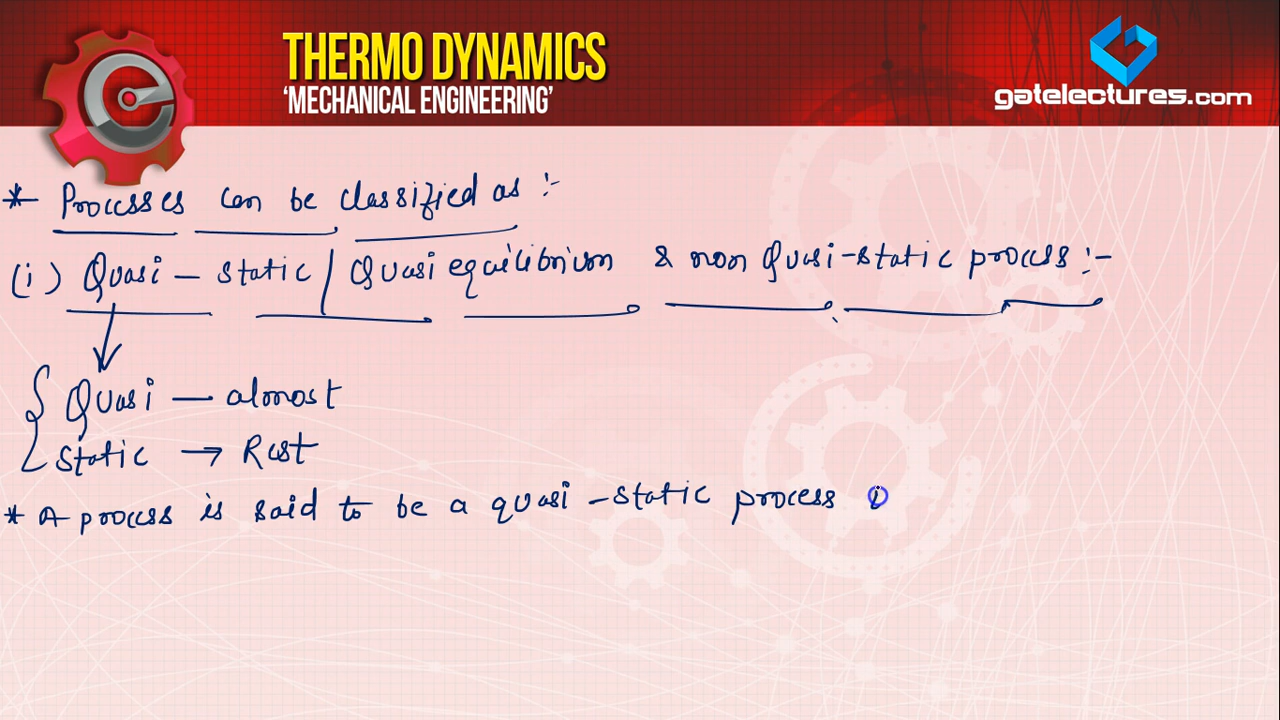 THERMO DYNAMICS
‘MECHANICAL ENGINEERING’
gatelectures.com
* Processes can be classified as :-
(i) Quasi - static / Quasi equilibrium & non Quasi-static process :-
Quasi — almost
Static → Rest
* A process is said to be a quasi - static process i